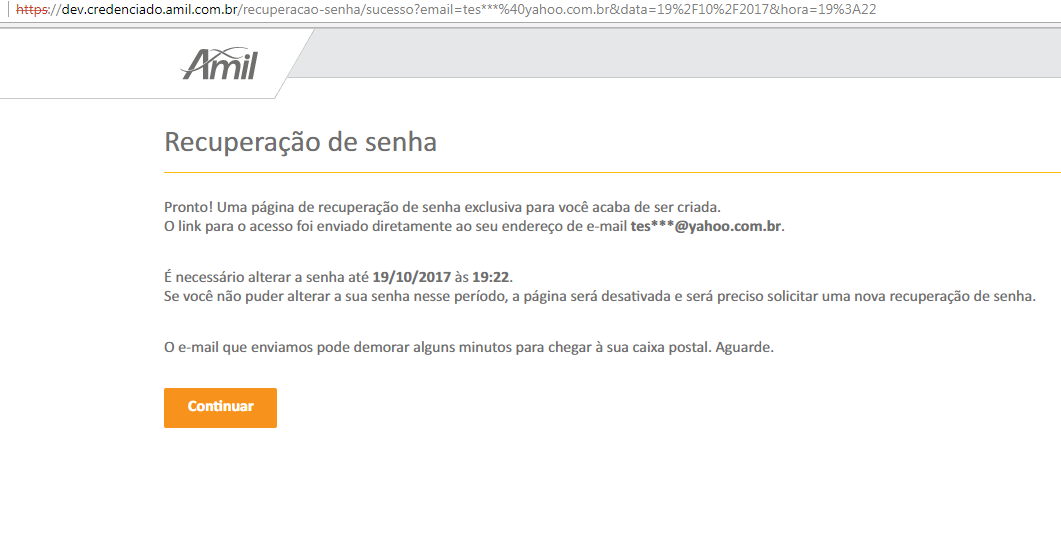 https://dev.credenciado.amil.com.br/recuperacao-senha/sucesso?email=tes***%40yahoo.com.br&data=19%2F10%2F2017&hora=19%3A22
Amil
Recuperação de senha
Pronto! Uma página de recuperação de senha exclusiva para você acaba de ser criada.
O link para o acesso foi enviado diretamente ao seu endereço de e-mail tes***@yahoo.com.br.
É necessário alterar a senha até 19/10/2017 às 19:22.
Se você não puder alterar a sua senha nesse período, a página será desativada e será preciso solicitar uma nova recuperação de senha.
O e-mail que enviamos pode demorar alguns minutos para chegar à sua caixa postal. Aguarde.
Continuar